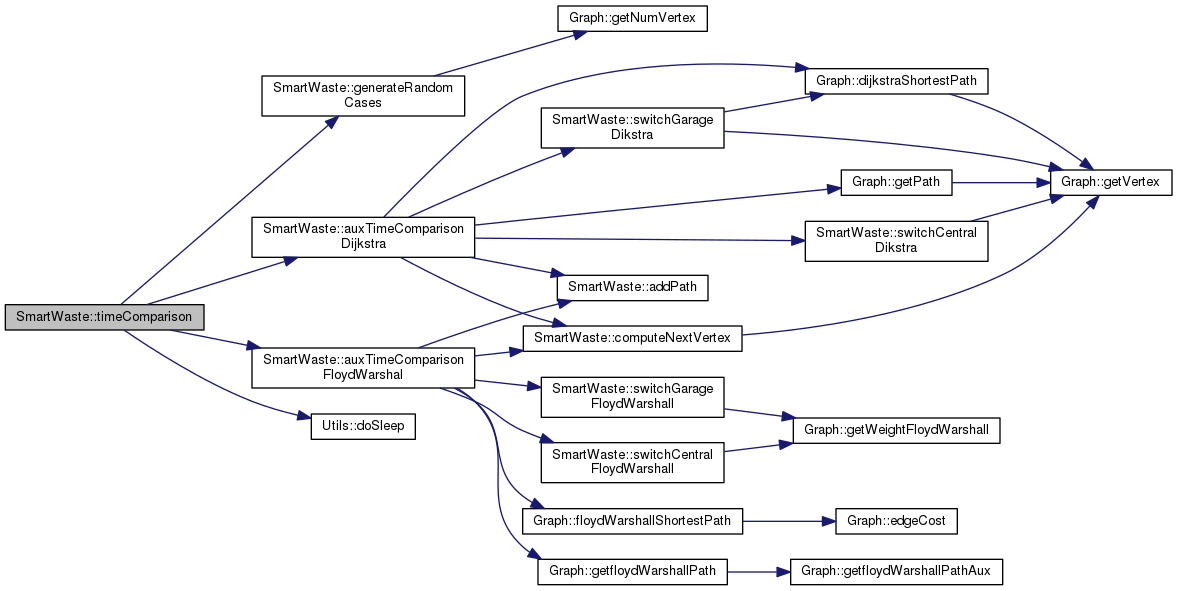 Graph::getNumVertex
SmartWaste::generateRandom
Cases
Graph::dijkstraShortestPath
SmartWaste::switchGarage
Dikstra
Graph::getPath
Graph::getVertex
SmartWaste::auxTimeComparison
Dijkstra
SmartWaste::switchCentral
Dikstra
SmartWaste::addPath
SmartWaste::timeComparison
SmartWaste::computeNextVertex
SmartWaste::auxTimeComparison
FloydWarshal
SmartWaste::switchGarage
FloydWarshall
Utils::doSleep
Graph::getWeightFloydWarshall
SmartWaste::switchCentral
FloydWarshall
Graph::floydWarshallShortestPath
Graph::edgeCost
Graph::getfloydWarshallPath
Graph::getfloydWarshallPathAux